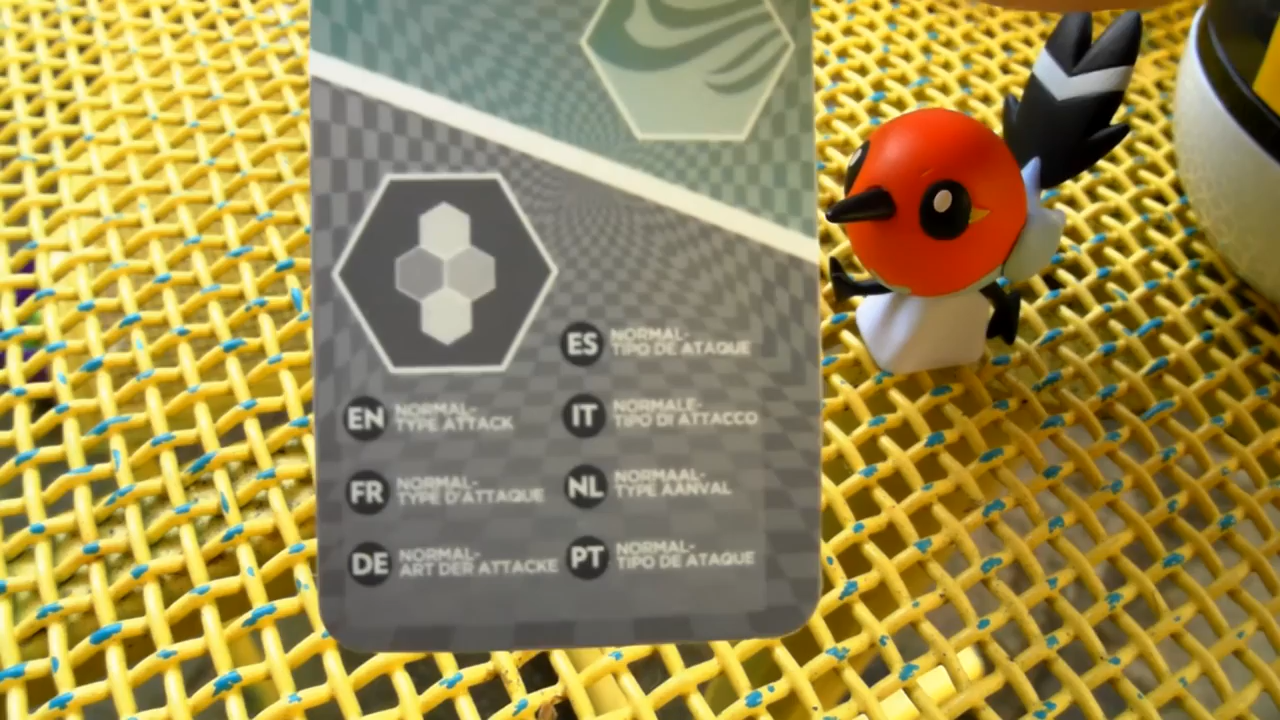 ES NORMAL-
TIPO DE ATAQUE
EN NORMAL-
TYPE ATTACK
IT NORMALE-
TIPO DI ATTACCO
FR NORMAL-
TYPE D'ATTAQUE
NL NORMAAL-
TYPE AANVAL
DE NORMAL-
ART DER ATTACKE
PT NORMAL-
TIPO DE ATAQUE